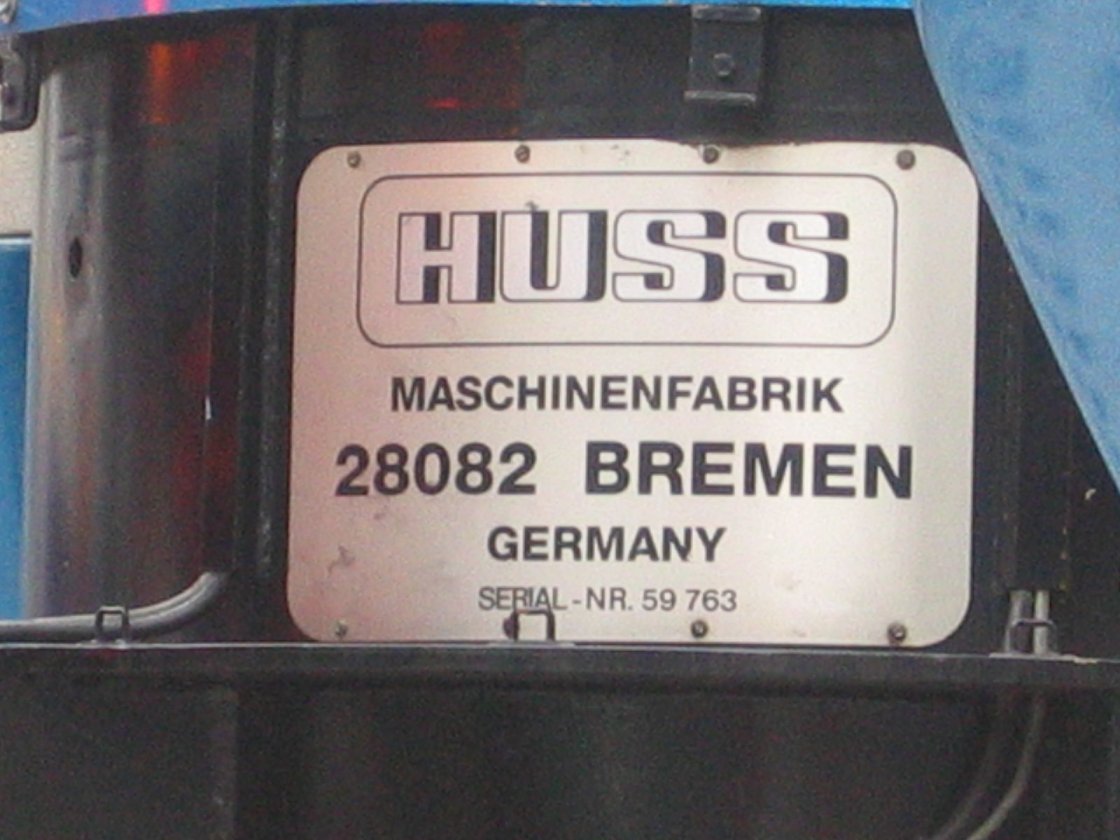 HUSS
MASCHINENFABRIK
28082 BREMEN
GERMANY
SERIAL-NR. 59 763